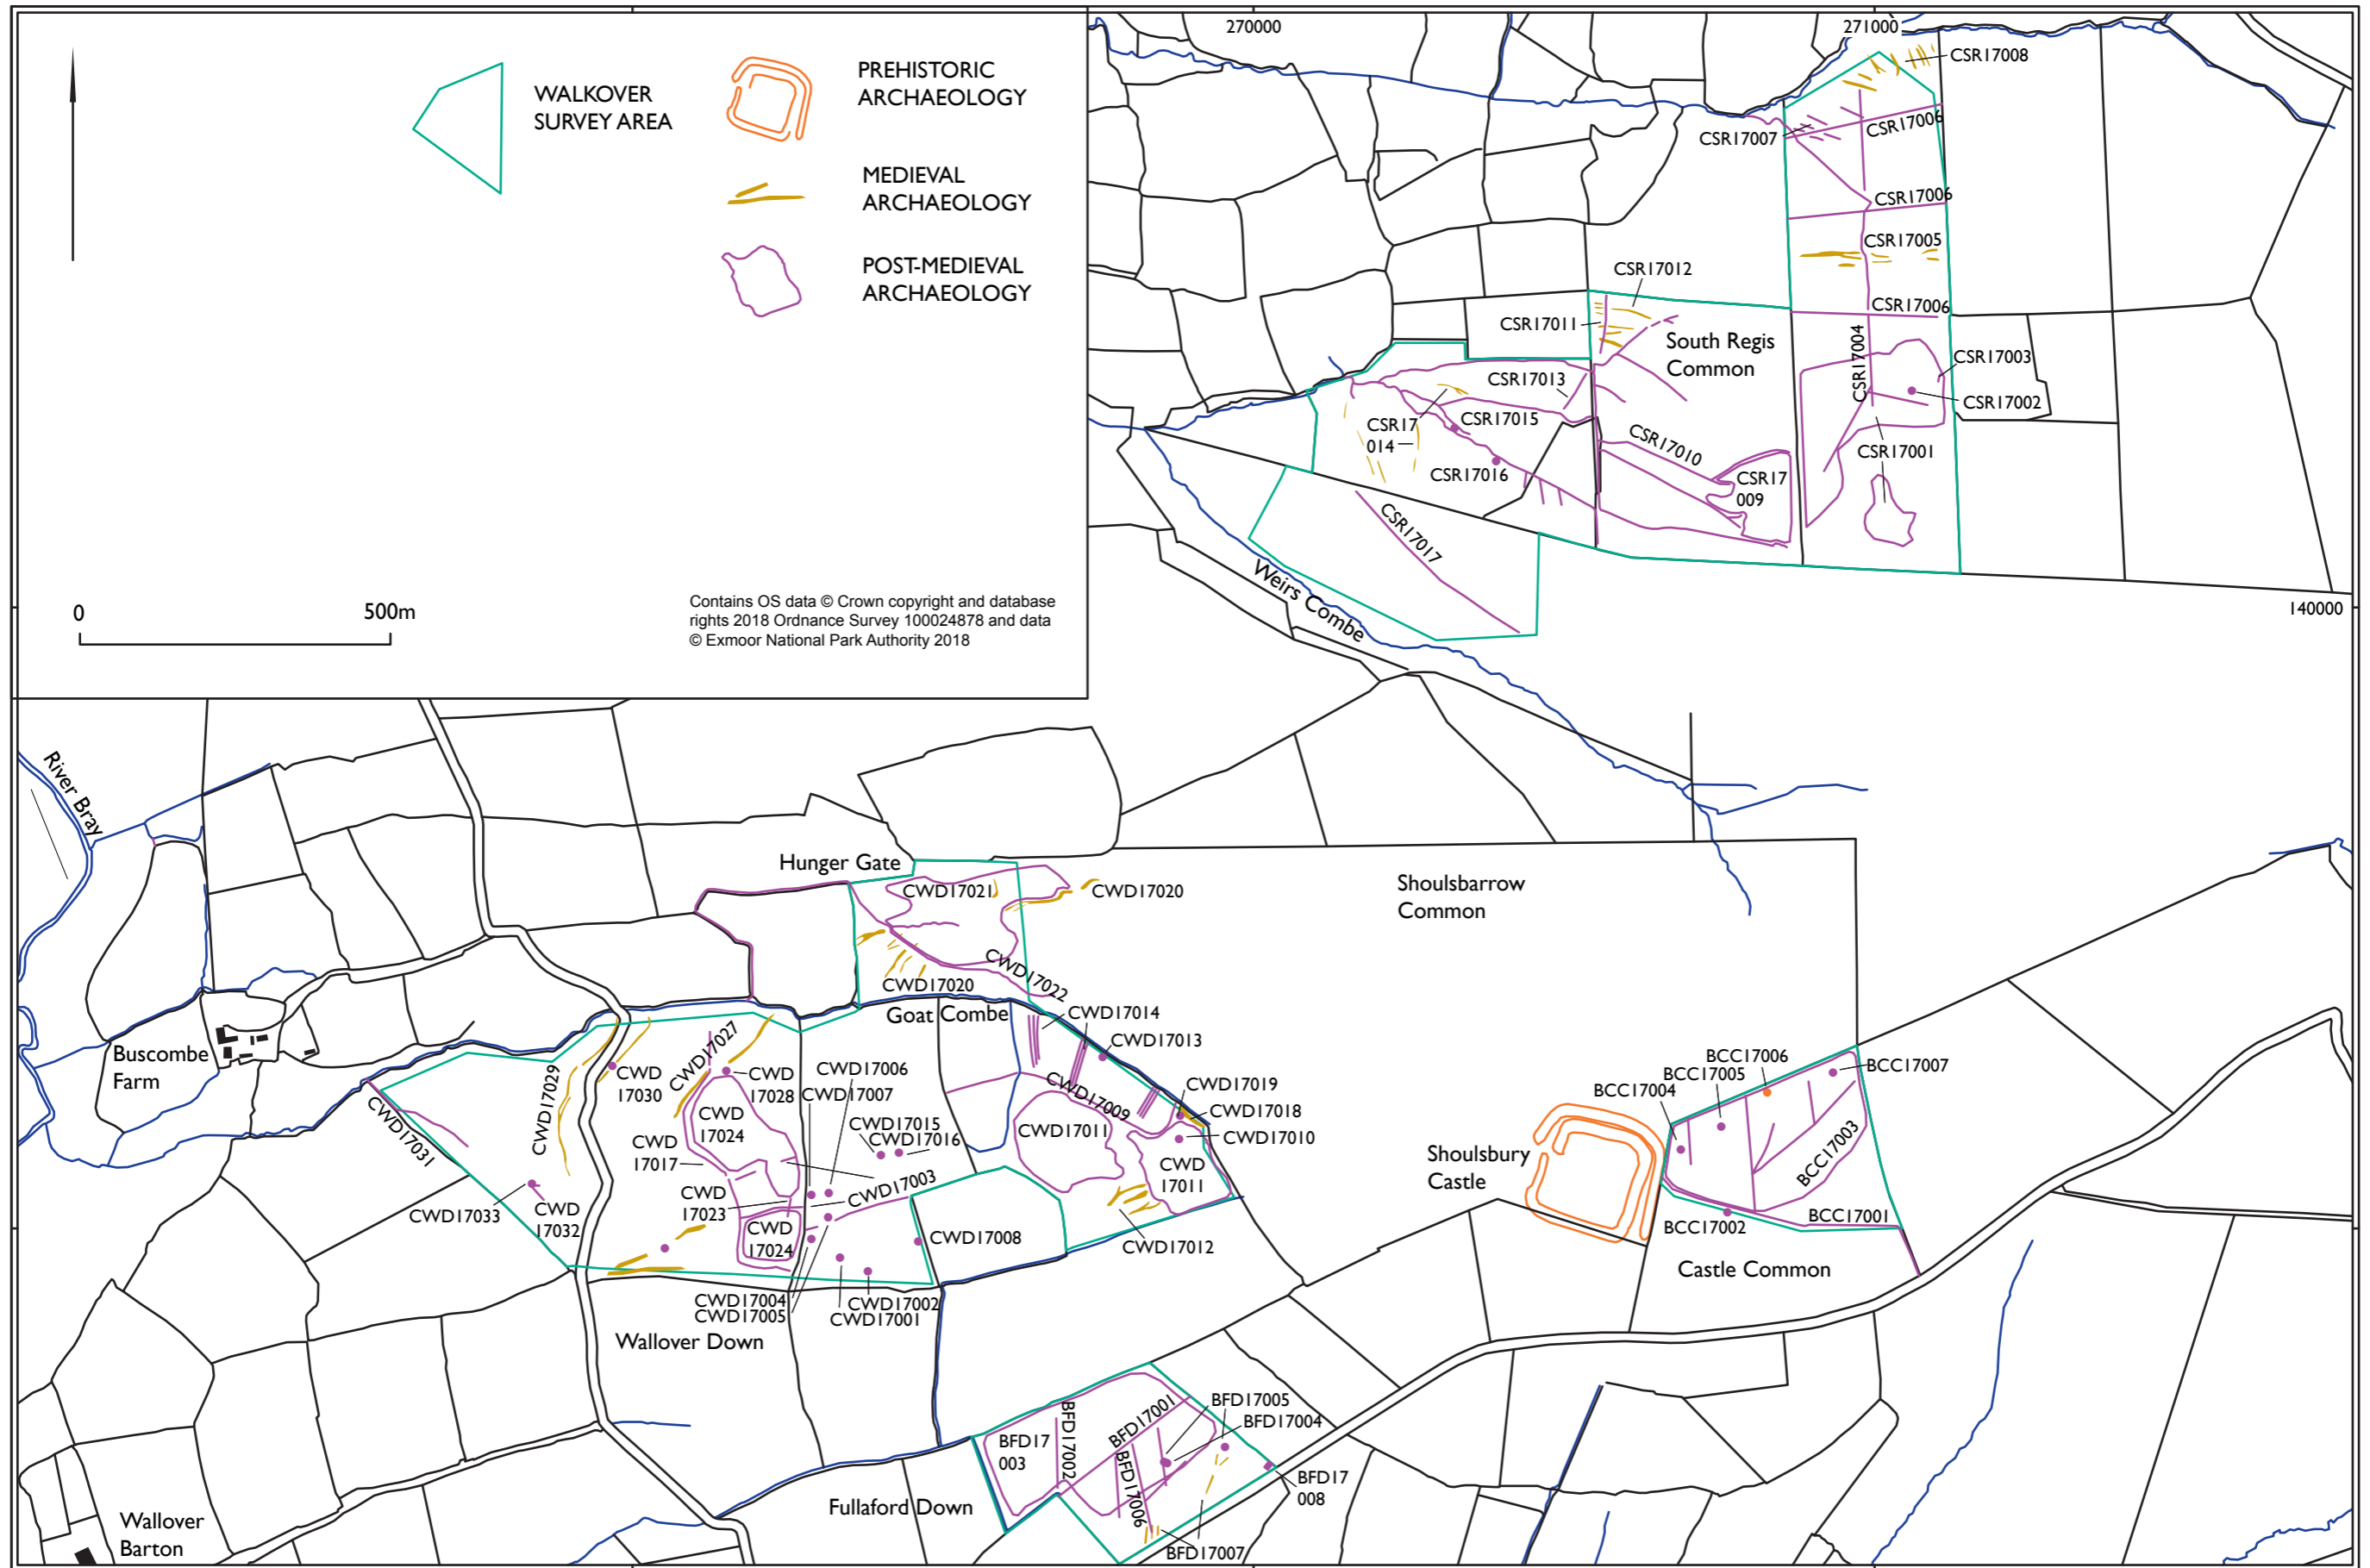 270000
271000
WALKOVER
SURVEY AREA
PREHISTORIC
ARCHAEOLOGY
MEDIEVAL
ARCHAEOLOGY
POST-MEDIEVAL
ARCHAEOLOGY
0
500m
Contains OS data © Crown copyright and database
rights 2018 Ordnance Survey 100024878 and data
© Exmoor National Park Authority 2018
CSR17008
CSR17006
CSR17007
CSR17006
CSR17005
CSR17012
CSR17006
CSR17011
South Regis
Common
CSR17004
CSR17003
CSR17013
CSR17002
CSR17
014
CSR17015
CSR17010
CSR17001
CSR17016
CSR17
009
CSR17017
Weirs Combe
140000
River Bray
Hunger Gate
CWD17021
CWD17020
Shoulsbarrow
Common
CWD17022
CWD17020
Goat Combe
CWD17014
CWD17013
CWD17027
Buscombe
Farm
CWD17029
CWD
17030
CWD
17028
CWD17006
CWD17007
CWD17009
CWD17019
CWD17018
CWD17010
CWD17031
CWD
17024
CWD17015
CWD17016
CWD17011
CWD
17017
CWD
17011
CWD17003
CWD
17023
CWD17033
CWD
17032
CWD
17024
CWD17008
CWD17012
CWD17004
CWD17005
CWD17002
CWD17001
Wallover Down
Shoulsbury
Castle
BCC17006
BCC17005
BCC17004
BCC17007
BCC17003
BCC17002
BCC17001
Castle Common
BFD17
003
BFD17002
BFD17001
BFD17005
BFD17004
BFD17006
BFD17
008
BFD17007
Fullaford Down
Wallover
Barton